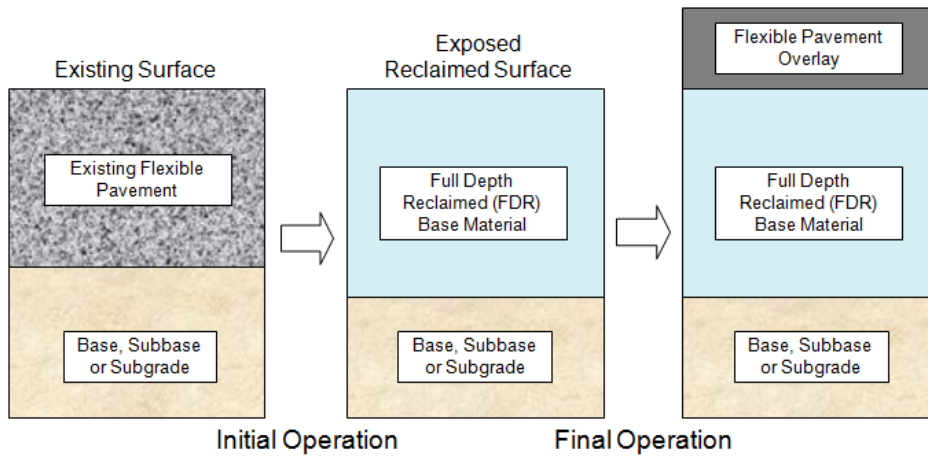 Existing Surface
Existing Flexible
Pavement
Base, Subbase
or Subgrade
Initial Operation
Exposed
Reclaimed Surface
Full Depth
Reclaimed (FDR)
Base Material
Base, Subbase
or Subgrade
Final Operation
Flexible Pavement
Overlay
Full Depth
Reclaimed (FDR)
Base Material
Base, Subbase
or Subgrade